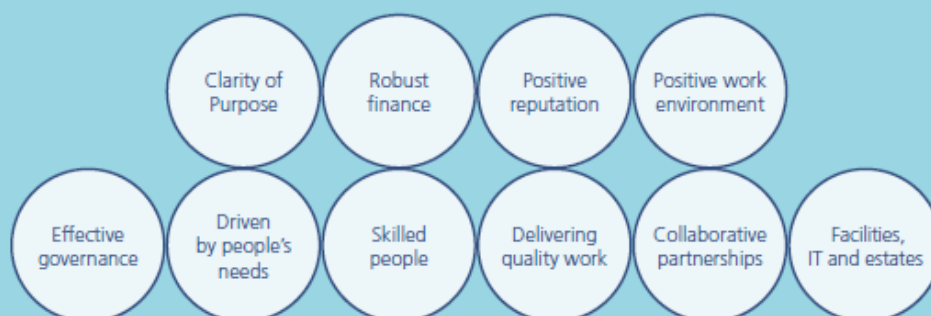 Clarity of
Purpose
Robust
finance
Positive
reputation
Positive work
environment
Effective
governance
Driven
by people's
needs
Skilled
people
Delivering
quality work
Collaborative
partnerships
Facilities,
IT and estates